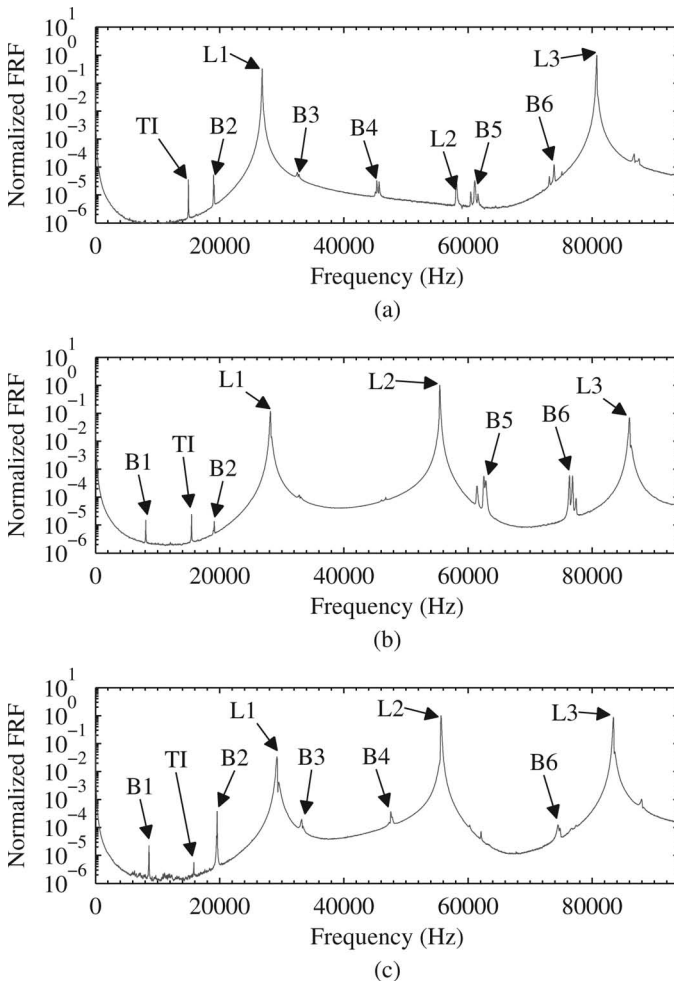 Normalized FRF
10^1
10^0
10^-1
10^-2
10^-3
10^-4
10^-5
10^-6
L1
L3
TI
B2
B3
B4
L2
B5
B6
0 20000 40000 60000 80000
Frequency (Hz)
(a)
Normalized FRF
10^1
10^0
10^-1
10^-2
10^-3
10^-4
10^-5
10^-6
L1
L2
L3
B1
TI
B2
B5
B6
0 20000 40000 60000 80000
Frequency (Hz)
(b)
Normalized FRF
10^1
10^0
10^-1
10^-2
10^-3
10^-4
10^-5
10^-6
L1
L2
L3
B1
TI
B2
B3
B4
B6
0 20000 40000 60000 80000
Frequency (Hz)
(c)